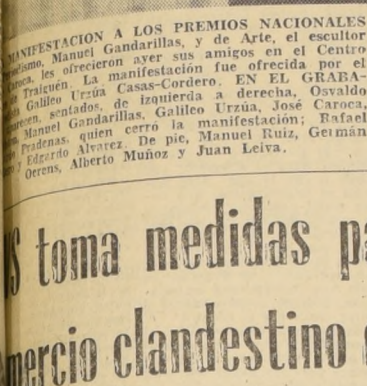 MANIFESTACION A LOS PREMIOS NACIONALES
Manuel Gandarillas, y de Arte, el escultor
Caroca, les ofrecieron ayer sus amigos en el Centro
Traiguén. La manifestación fue ofrecida por el
Galileo Urzúa Casas-Cordero. EN EL GRABA-
sentados, de izquierda a derecha, Osvaldo
Manuel Gandarillas, Galileo Urzúa, José Caroca,
Pradenas, quien cerró la manifestación; Rafael
y Edgardo Alvarez. De pie, Manuel Ruiz, Germán
Oerens, Alberto Muñoz y Juan Leiva.
toma medidas
clandestino